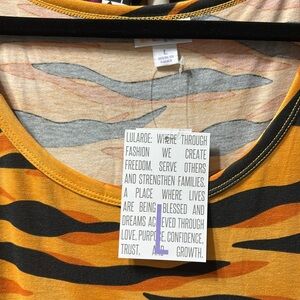 L
LULAROE: WHERE THROUGH
FASHION WE CREATE
FREEDOM, SERVE OTHERS
AND STRENGTHEN FAMILIES.
A PLACE WHERE LIVES
ARE BEING BLESSED AND
DREAMS ACHIEVED THROUGH
LOVE, PURPOSE, CONFIDENCE,
TRUST, AND GROWTH.
L